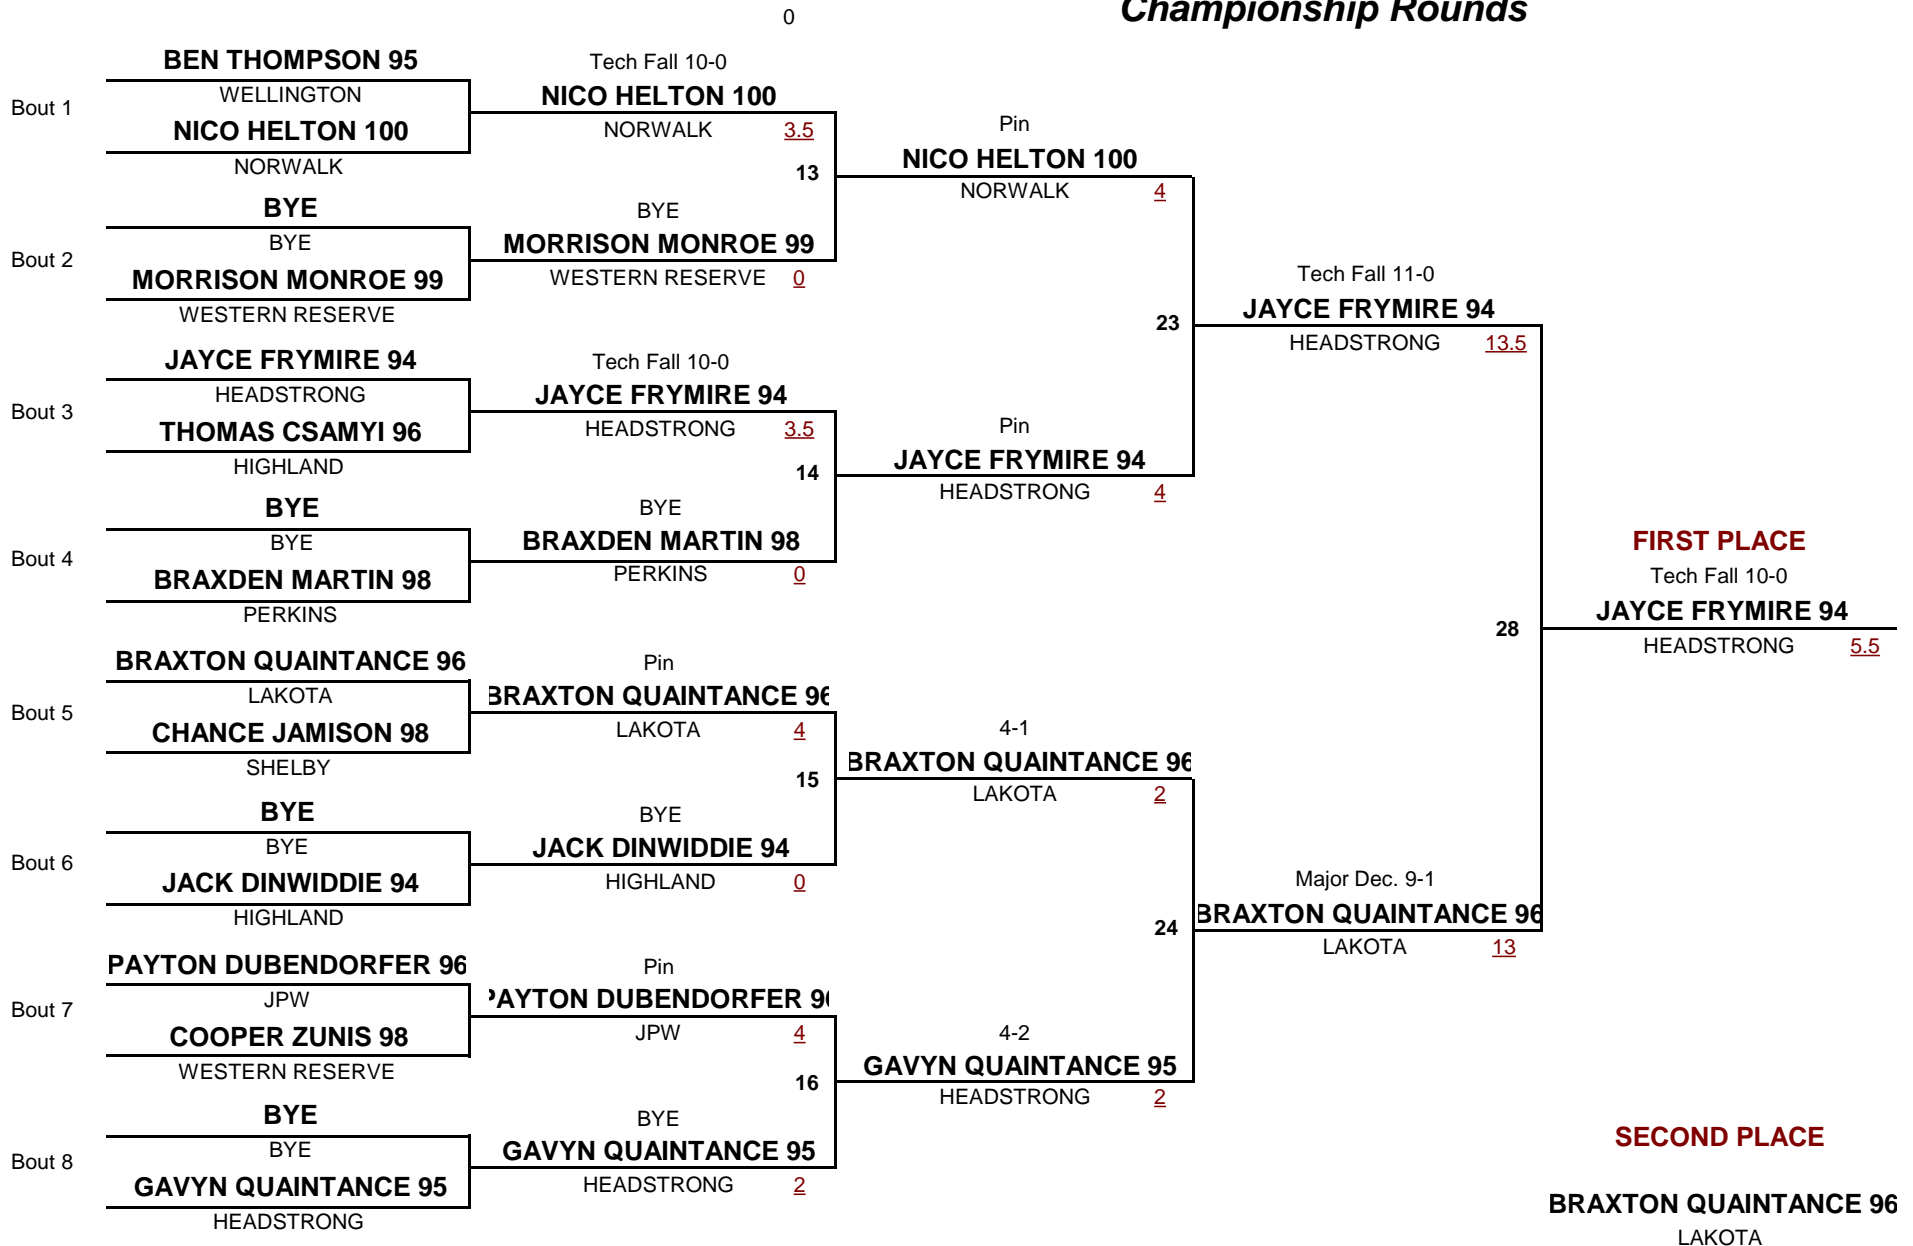 Championship Rounds
0
BEN THOMPSON 95
Bout 1
WELLINGTON
NICO HELTON 100
NORWALK
BYE
Bout 2
BYE
MORRISON MONROE 99
WESTERN RESERVE
JAYCE FRYMIRE 94
Bout 3
HEADSTRONG
THOMAS CSAMYI 96
HIGHLAND
BYE
Bout 4
BYE
BRAXDEN MARTIN 98
PERKINS
BRAXTON QUAINTANCE 96
Bout 5
LAKOTA
CHANCE JAMISON 98
SHELBY
BYE
Bout 6
BYE
JACK DINWIDDIE 94
HIGHLAND
PAYTON DUBENDORFER 96
Bout 7
JPW
COOPER ZUNIS 98
WESTERN RESERVE
BYE
Bout 8
BYE
GAVYN QUAINTANCE 95
HEADSTRONG
Tech Fall 10-0
NICO HELTON 100
NORWALK 3.5
13
BYE
MORRISON MONROE 99
WESTERN RESERVE 0
Tech Fall 10-0
JAYCE FRYMIRE 94
HEADSTRONG 3.5
14
BYE
BRAXDEN MARTIN 98
PERKINS 0
Pin
BRAXTON QUAINTANCE 96
LAKOTA 4
15
BYE
JACK DINWIDDIE 94
HIGHLAND 0
Pin
PAYTON DUBENDORFER 96
JPW 4
16
BYE
GAVYN QUAINTANCE 95
HEADSTRONG 2
Pin
NICO HELTON 100
NORWALK 4
23
Pin
JAYCE FRYMIRE 94
HEADSTRONG 4
4-1
BRAXTON QUAINTANCE 96
LAKOTA 2
24
4-2
GAVYN QUAINTANCE 95
HEADSTRONG 2
Tech Fall 11-0
JAYCE FRYMIRE 94
HEADSTRONG 13.5
28
Major Dec. 9-1
BRAXTON QUAINTANCE 96
LAKOTA 13
FIRST PLACE
Tech Fall 10-0
JAYCE FRYMIRE 94
HEADSTRONG 5.5
SECOND PLACE
BRAXTON QUAINTANCE 96
LAKOTA